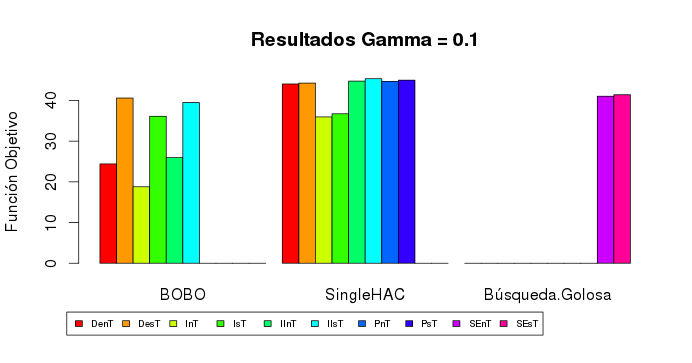 Resultados Gamma = 0.1
Función Objetivo
40
30
20
10
0
BOBO SingleHAC Búsqueda.Golosa
DenT DesT InT IsT IInT IIsT PnT PsT SEnT SEsT